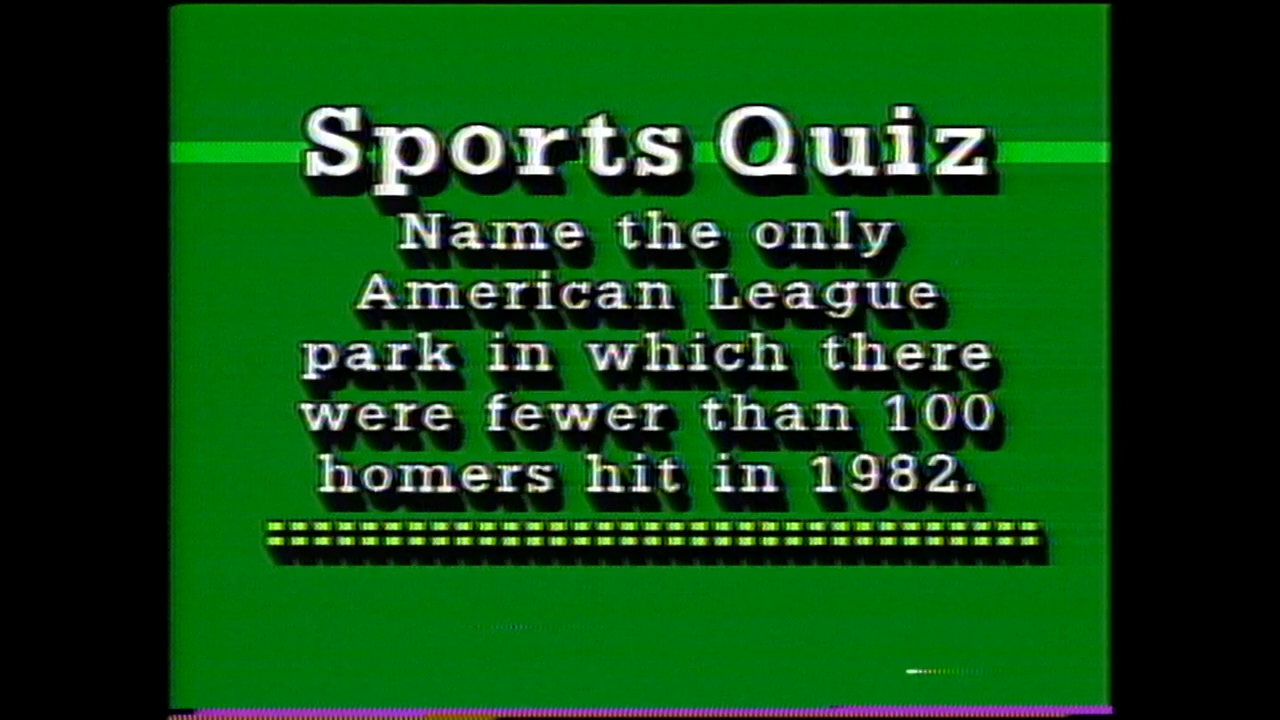 Sports Quiz
Name the only
American League
park in which there
were fewer than 100
homers hit in 1982.